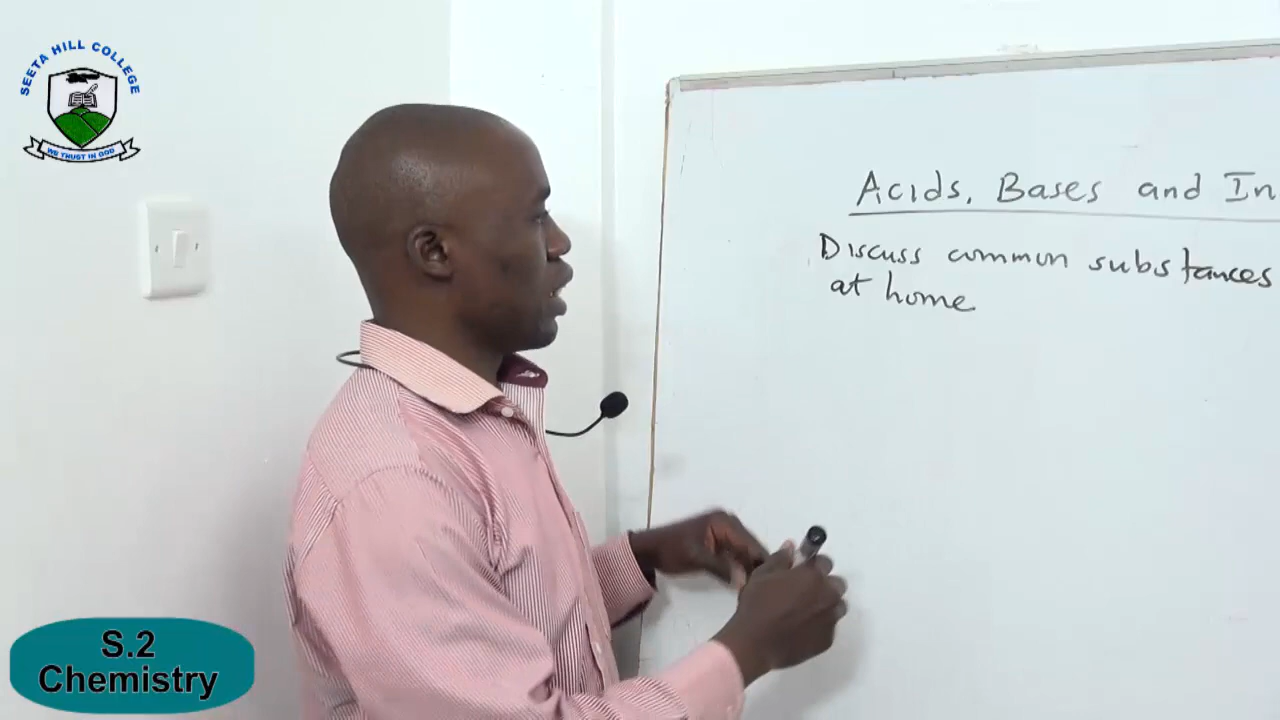 SEETA HILL COLLEGE
WE TRUST IN GOD
Acids, Bases and In
Discuss common substances
at home
S.2
Chemistry